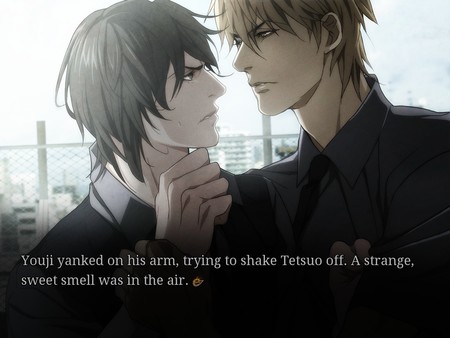 Youji yanked on his arm, trying to shake Tetsuo off. A strange,
sweet smell was in the air.